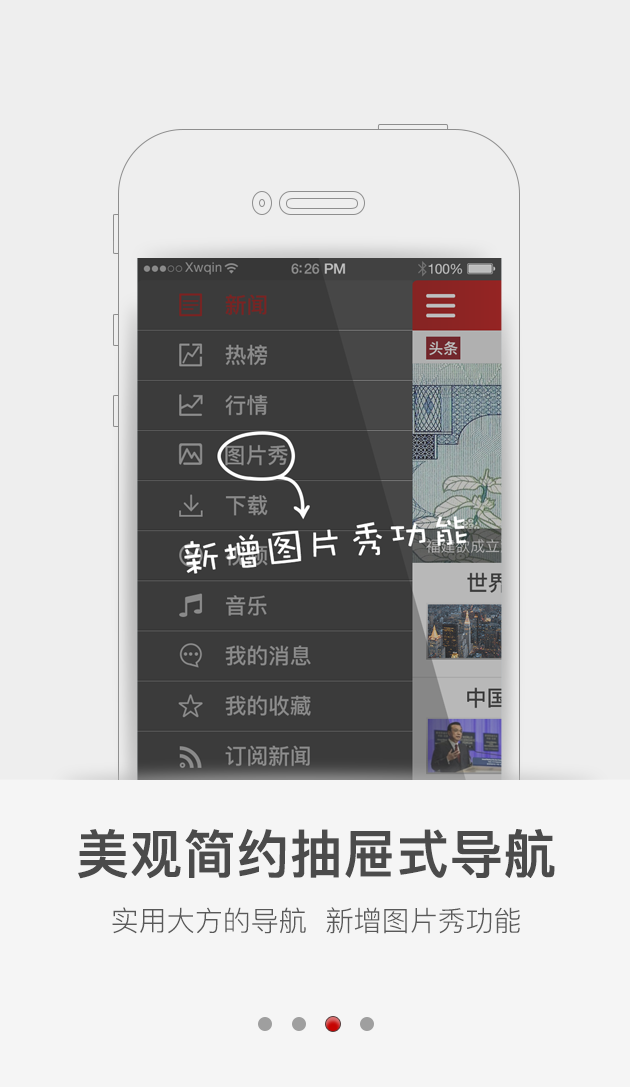 Xwqin 6:26 PM 100%
新闻
头条
热榜
行情
图片秀
下载
新增图片秀功能
视频
福建欲成立
世界
音乐
我的消息
中国
我的收藏
订阅新闻
美观简约抽屉式导航
实用大方的导航 新增图片秀功能